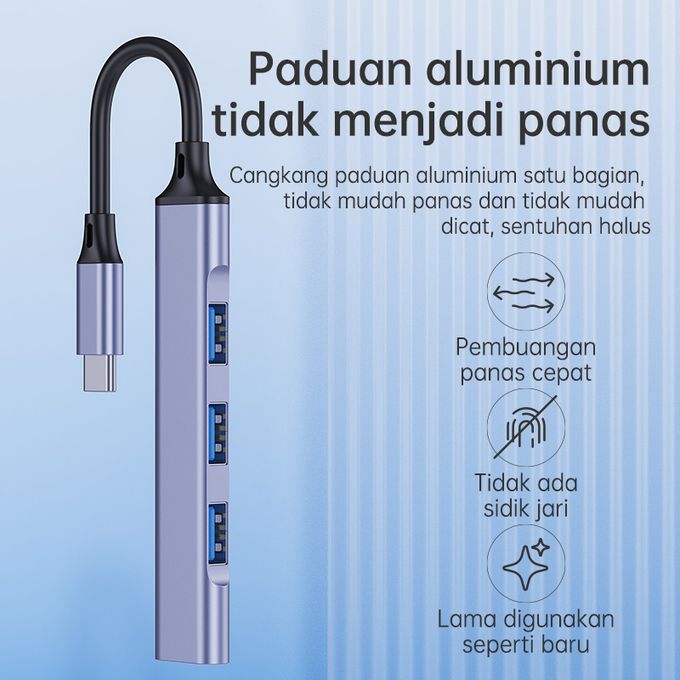 Paduan aluminium
tidak menjadi panas
Cangkang paduan aluminium satu bagian,
tidak mudah panas dan tidak mudah
dicat, sentuhan halus
Pembuangan
panas cepat
Tidak ada
sidik jari
Lama digunakan
seperti baru